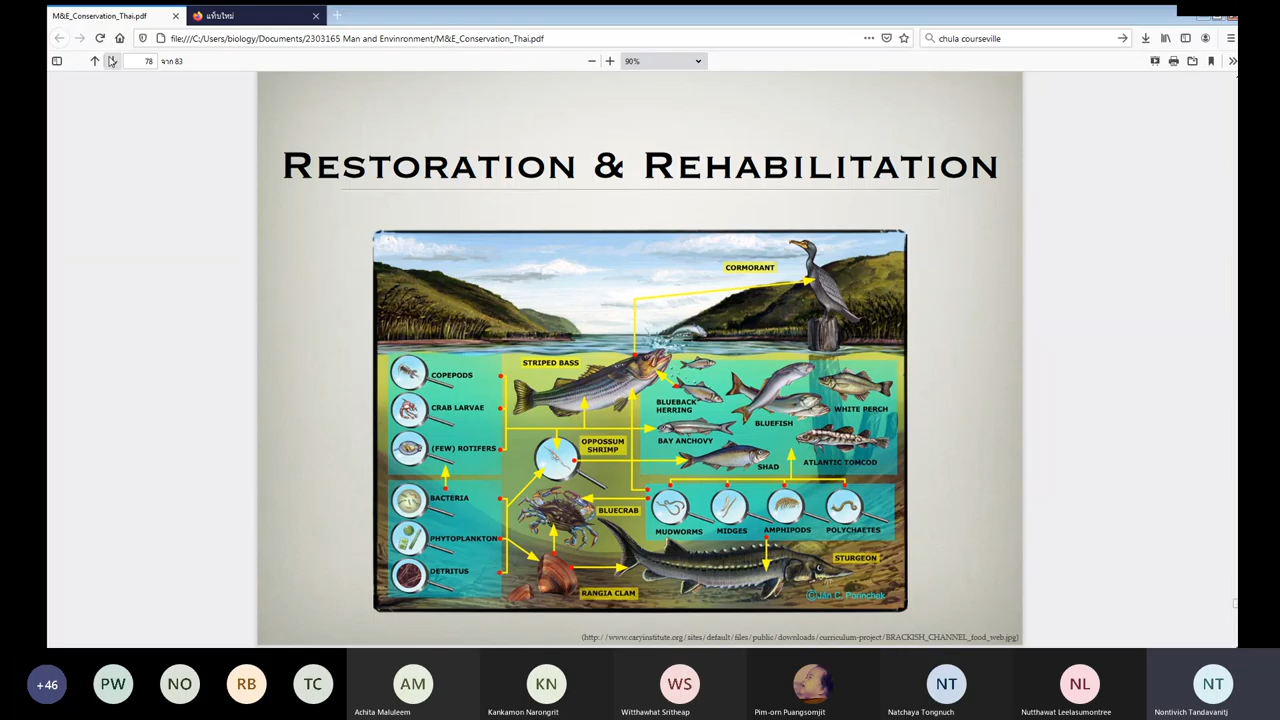 M&E_Conservation_Thai.pdf
แท็บใหม่
file:///C:/Users/biology/Documents/2303165 Man and Envinronment/M&E_Conservation_Thai.pdf
chula courseville
78 จาก 83
90%
RESTORATION & REHABILITATION
CORMORANT
STRIPED BASS
COPEPODS
CRAB LARVAE
(FEW) ROTIFERS
BACTERIA
PHYTOPLANKTON
DETRITUS
OPPOSSUM
SHRIMP
BLUECRAB
RANGIA CLAM
BLUEBACK
HERRING
BAY ANCHOVY
SHAD
BLUEFISH
WHITE PERCH
ATLANTIC TOMCOD
MUDWORMS
MIDGES
AMPHIPODS
POLYCHAETES
STURGEON
(http://www.caryinstitute.org/sites/default/files/public/downloads/curriculum-project/BRACKISH_CHANNEL_food_web.jpg)
+46
PW
NO
RB
TC
AM
KN
WS
NT
NL
NT
Achita Maluleem
Kankamon Narongrit
Witthawhat Sritheap
Pim-orn Puangsomjit
Natchaya Tongnuch
Nutthawat Leelasumontree
Nontivich Tandavanitj